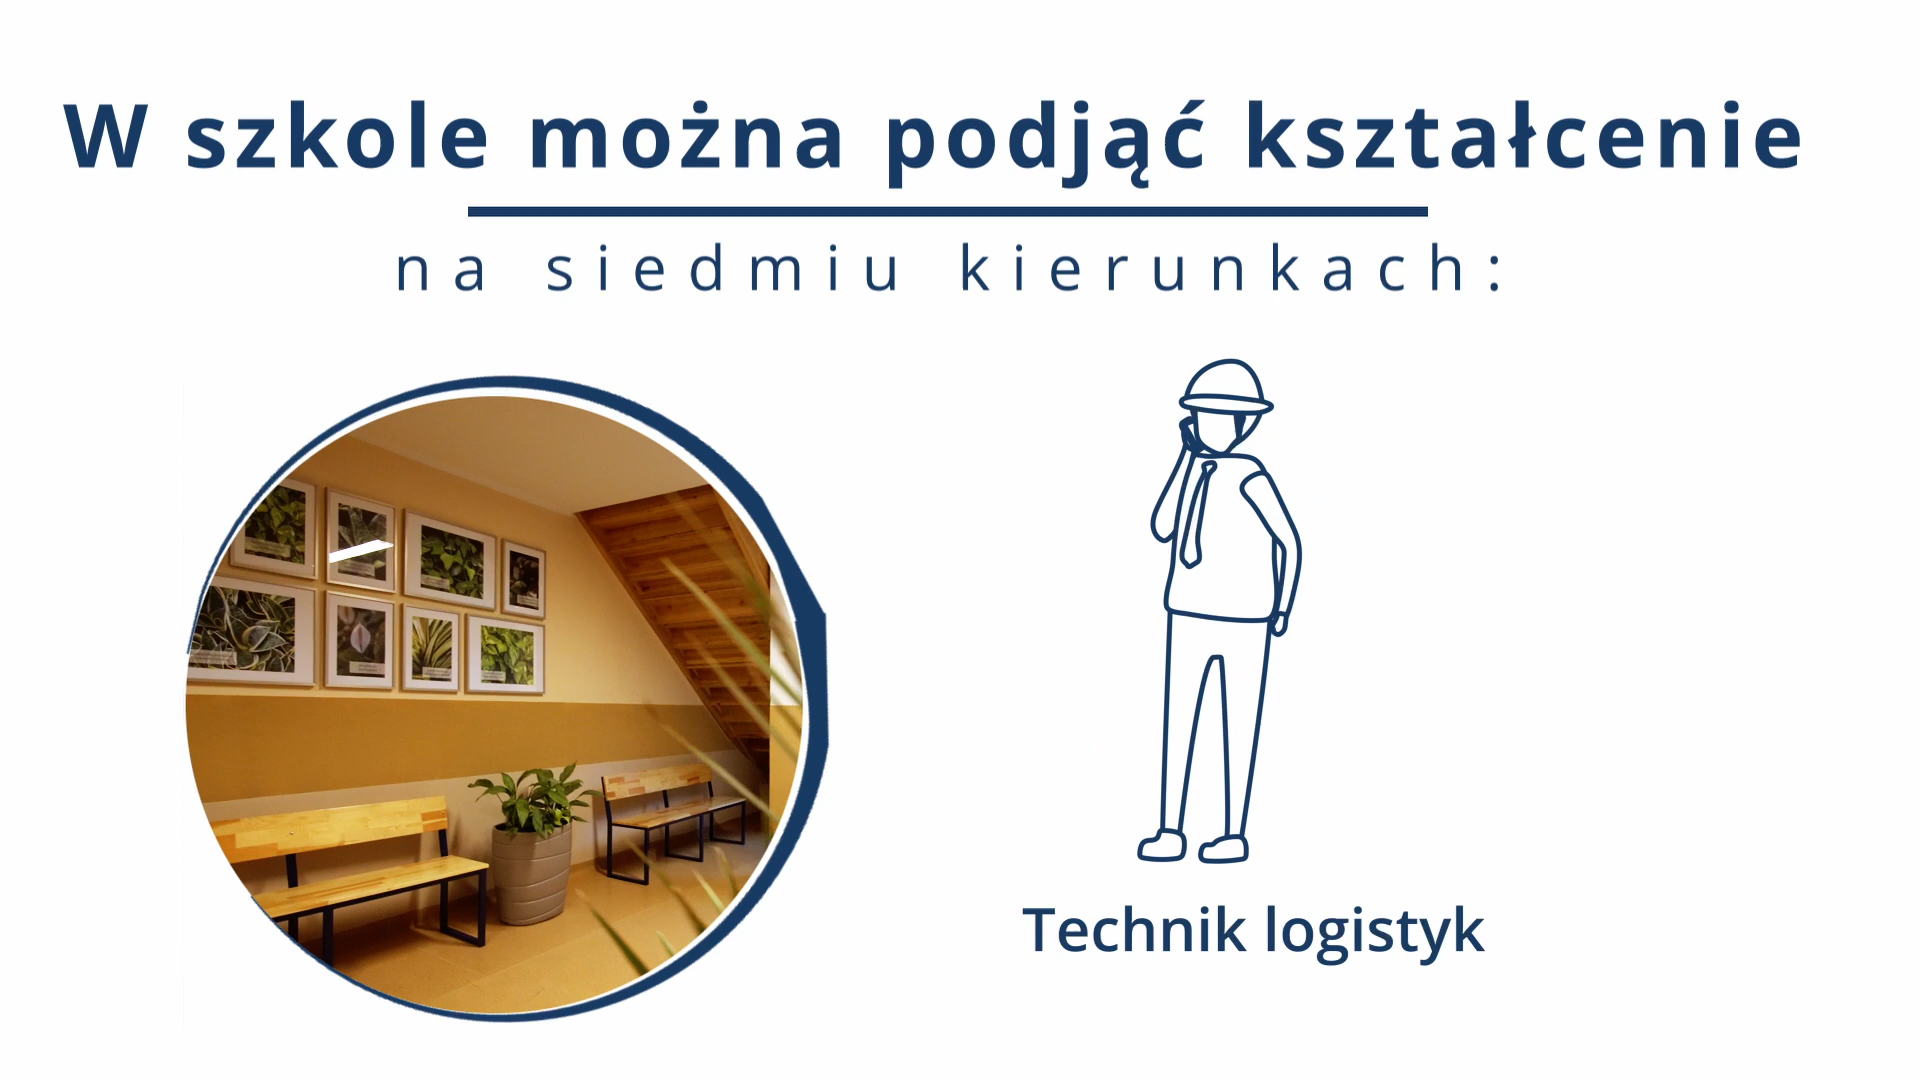 W szkole można podjąć kształcenie
na siedmiu kierunkach:
Technik logistyk